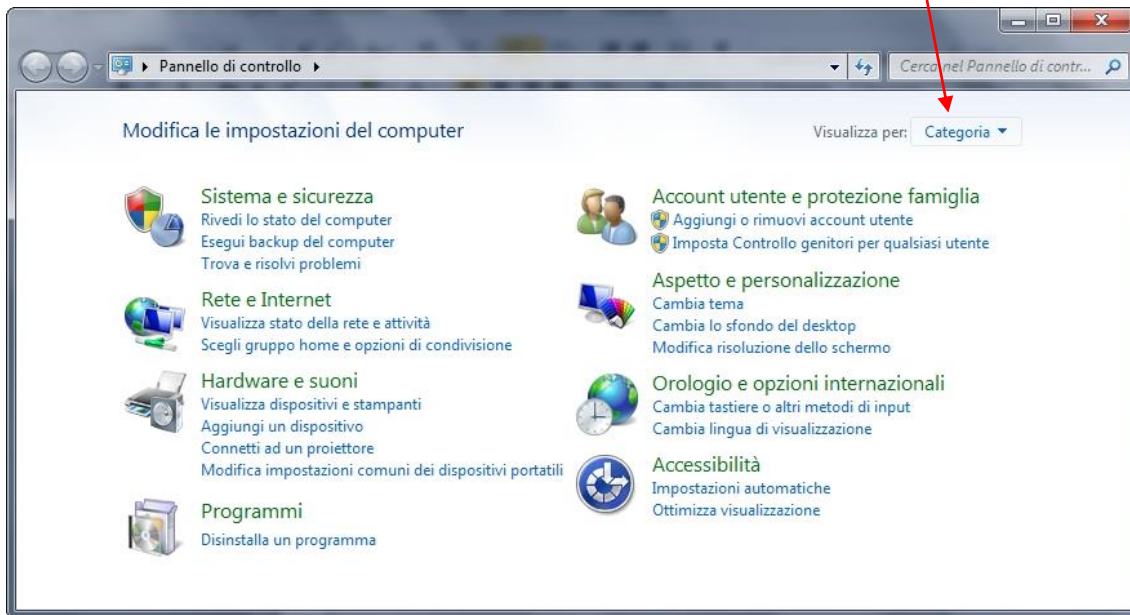 Pannello di controllo
Cerca nel Pannello di contr...
Modifica le impostazioni del computer
Visualizza per: Categoria
Sistema e sicurezza
Rivedi lo stato del computer
Esegui backup del computer
Trova e risolvi problemi
Rete e Internet
Visualizza stato della rete e attività
Scegli gruppo home e opzioni di condivisione
Hardware e suoni
Visualizza dispositivi e stampanti
Aggiungi un dispositivo
Connetti ad un proiettore
Modifica impostazioni comuni dei dispositivi portatili
Programmi
Disinstalla un programma
Account utente e protezione famiglia
Aggiungi o rimuovi account utente
Imposta Controllo genitori per qualsiasi utente
Aspetto e personalizzazione
Cambia tema
Cambia lo sfondo del desktop
Modifica risoluzione dello schermo
Orologio e opzioni internazionali
Cambia tastiere o altri metodi di input
Cambia lingua di visualizzazione
Accessibilità
Impostazioni automatiche
Ottimizza visualizzazione